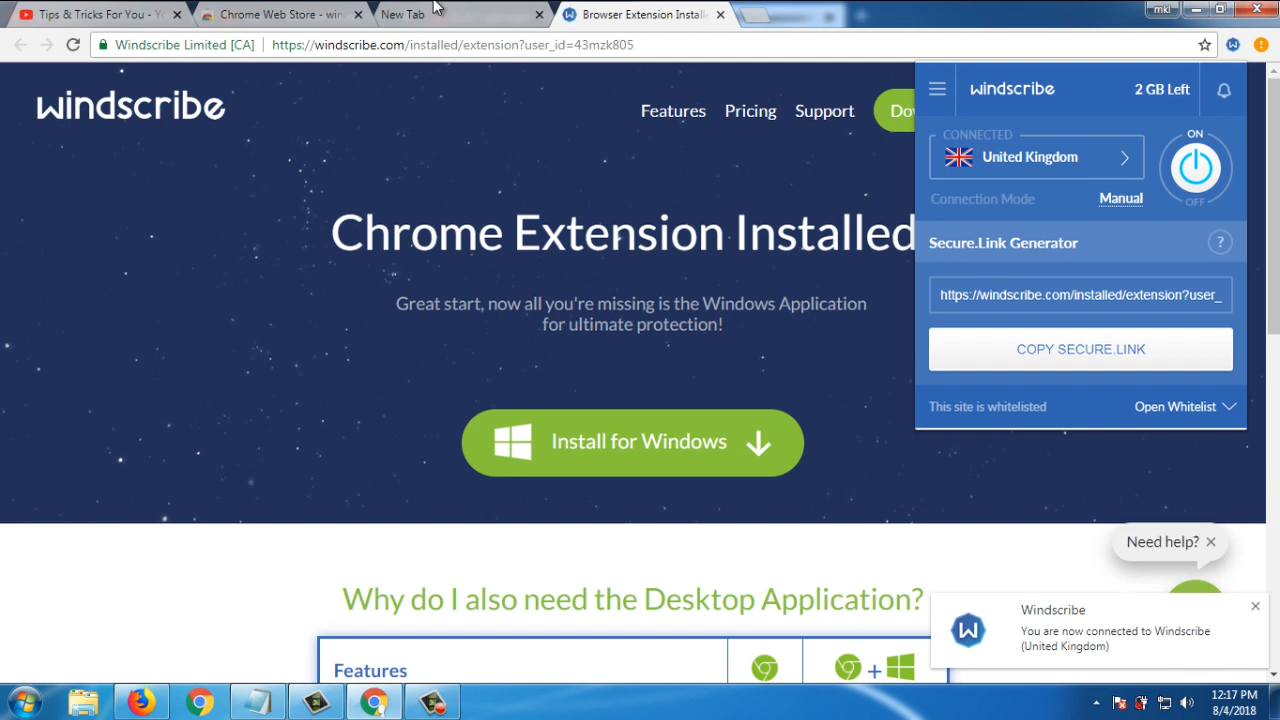 Tips & Tricks For You - Yo
Chrome Web Store - wind
New Tab
Browser Extension Install
mki
Windscribe Limited [CA]
https://windscribe.com/installed/extension?user_id=43mzk805
windscribe
Features
Pricing
Support
Do
windscribe
2 GB Left
CONNECTED
United Kingdom
ON
OFF
Connection Mode
Manual
Secure.Link Generator
?
https://windscribe.com/installed/extension?user_
COPY SECURE.LINK
This site is whitelisted
Open Whitelist
Chrome Extension Installed
Great start, now all you're missing is the Windows Application
for ultimate protection!
Install for Windows
Need help?
Why do I also need the Desktop Application?
Features
+
Windscribe
You are now connected to Windscribe
(United Kingdom)
12:17 PM
8/4/2018